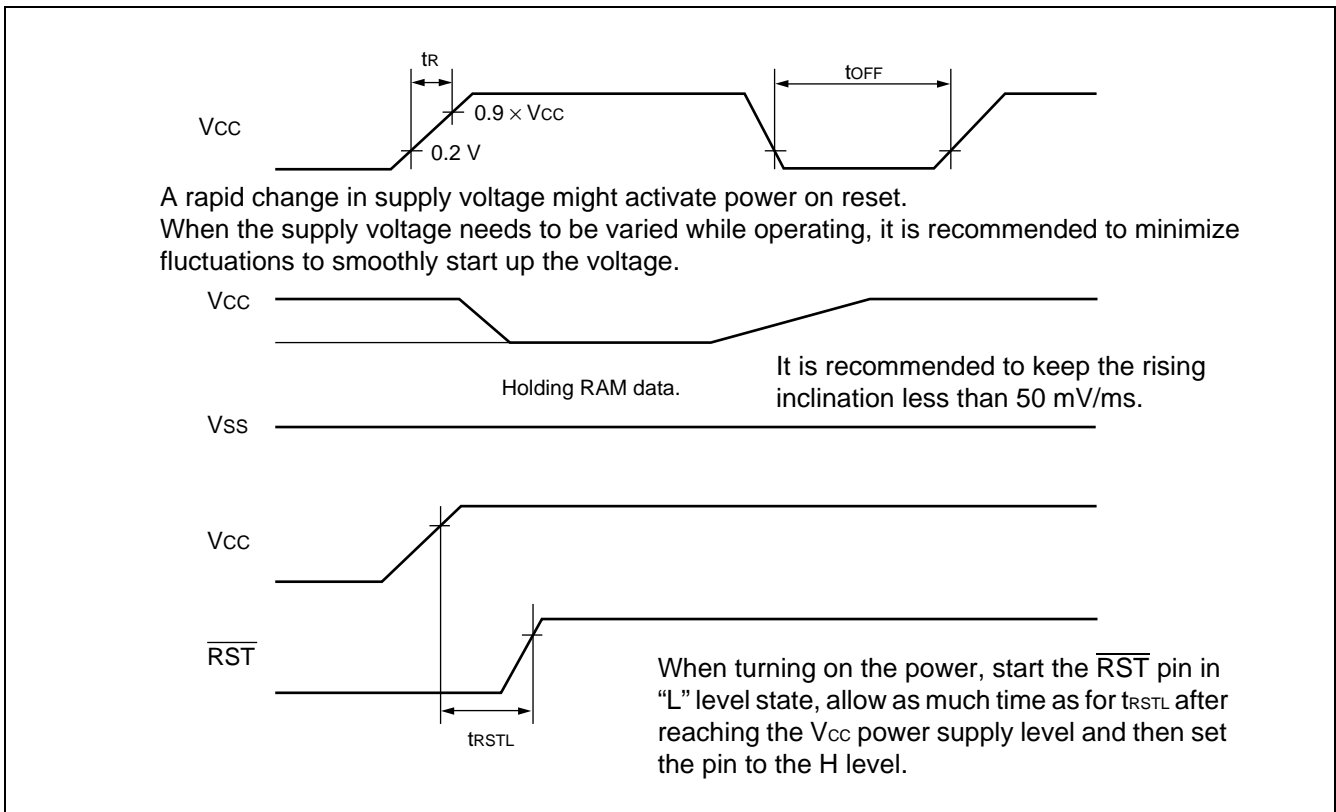 tR
tOFF
0.9 × VCC
VCC
0.2 V
A rapid change in supply voltage might activate power on reset.
When the supply voltage needs to be varied while operating, it is recommended to minimize
fluctuations to smoothly start up the voltage.
VCC
It is recommended to keep the rising
inclination less than 50 mV/ms.
Holding RAM data.
VSS
VCC
R̅S̅T̅
When turning on the power, start the R̅S̅T̅ pin in
“L” level state, allow as much time as for tRSTL after
reaching the VCC power supply level and then set
the pin to the H level.
tRSTL